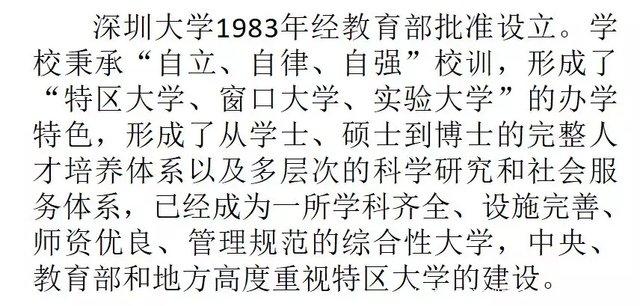 深圳大学1983年经教育部批准设立。学
校秉承“自立、自律、自强”校训，形成了
“特区大学、窗口大学、实验大学”的办学
特色，形成了从学士、硕士到博士的完整人
才培养体系以及多层次的科学研究和社会服
务体系，已经成为一所学科齐全、设施完善、
师资优良、管理规范的综合性大学，中央、
教育部和地方高度重视特区大学的建设。